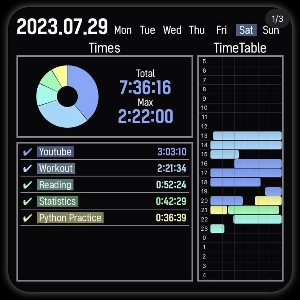 1/3
2023.07.29 Mon Tue Wed Thu Fri Sat Sun
Times
Total
7:36:16
Max
2:22:00
✔ Youtube 3:03:10
✔ Workout 2:21:34
✔ Reading 0:52:24
✔ Statistics 0:42:29
✔ Python Practice 0:36:39
TimeTable
5
6
7
8
9
10
11
12
13
14
15
16
17
18
19
20
21
22
23
0
1
2
3
4